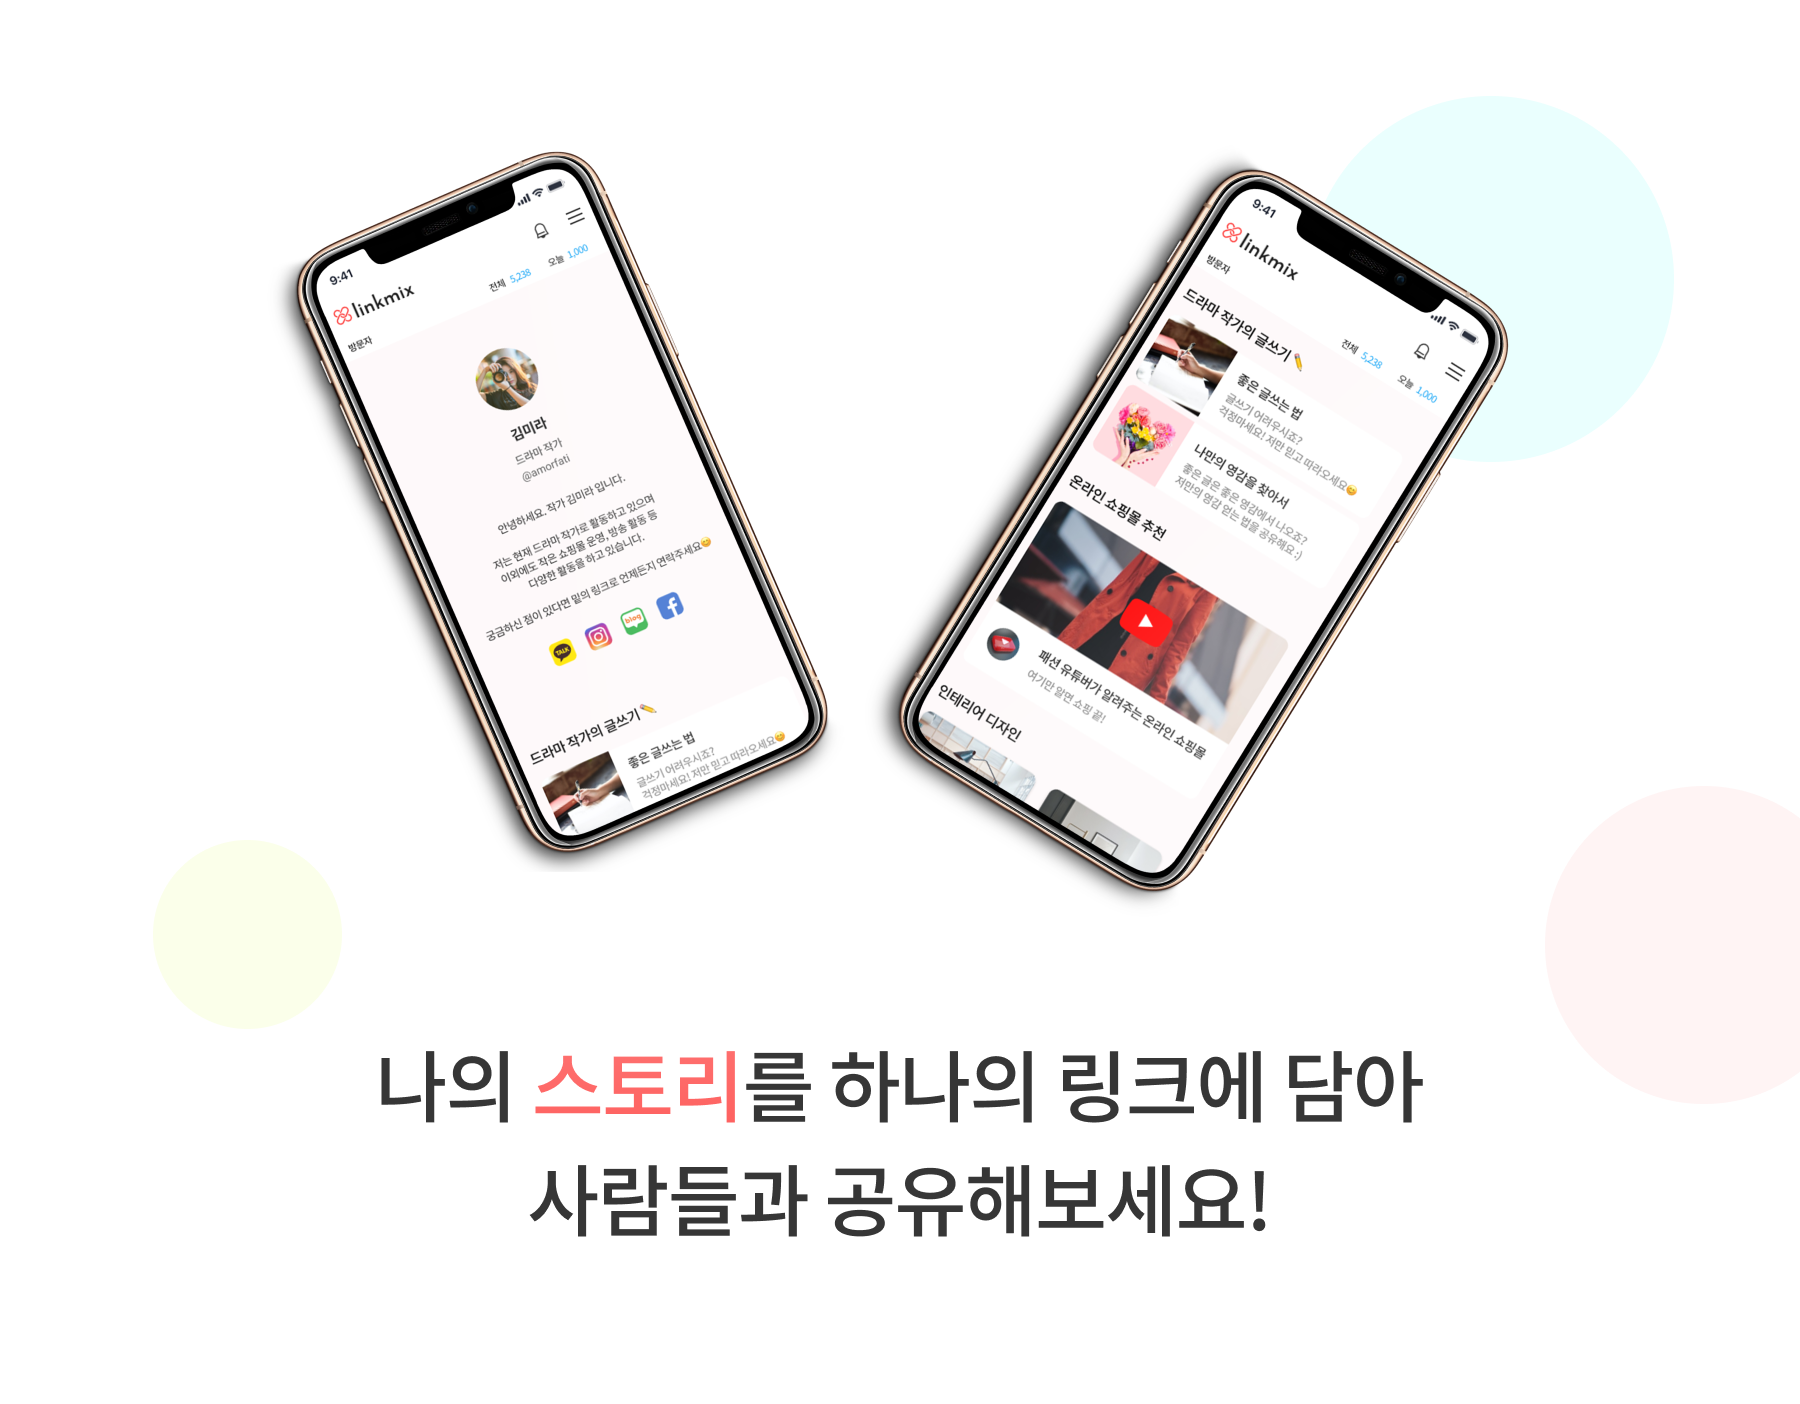 9:41
linkmix
방문자
전체 5,238 오늘 1,000
김미라
드라마 작가
@amorfati
안녕하세요. 작가 김미라 입니다.
저는 현재 드라마 작가로 활동하고 있으며
이외에도 작은 쇼핑몰 운영, 방송 활동 등
다양한 활동을 하고 있습니다.
궁금하신 점이 있다면 밑의 링크로 언제든지 연락주세요😊
TALK
blog
드라마 작가의 글쓰기✏️
좋은 글쓰는 법
글쓰기 어려우시죠?
걱정마세요! 저만 믿고 따라오세요😊
9:41
linkmix
방문자
전체 5,238 오늘 1,000
드라마 작가의 글쓰기✏️
좋은 글쓰는 법
글쓰기 어려우시죠?
걱정마세요! 저만 믿고 따라오세요😊
나만의 영감을 찾아서
좋은 글은 좋은 영감에서 나오죠?
저만의 영감 얻는 법을 공유해요 :)
온라인 쇼핑몰 추천
패션 유튜버가 알려주는 온라인 쇼핑몰
여기만 알면 쇼핑 끝!
인테리어 디자인
나의 스토리를 하나의 링크에 담아
사람들과 공유해보세요!